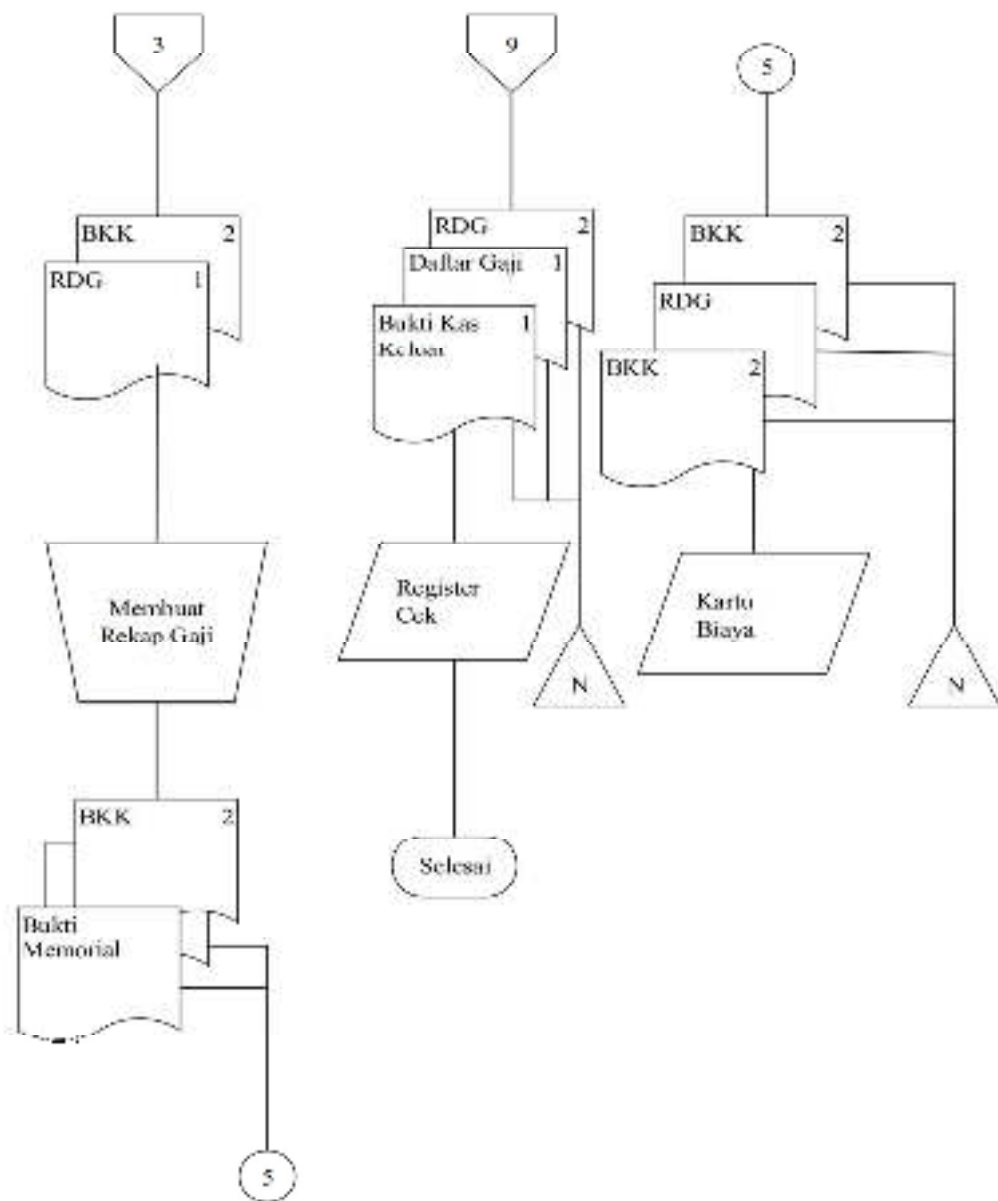 3
BKK 2
RDG 1
Membuat
Rekap Gaji
BKK 2
Bukti
Memorial
5
9
RDG 2
Daftar Gaji 1
Bukti Kas 1
Keluar
Register
Cek
N
Selesai
5
BKK 2
RDG
BKK 2
Kartu
Biaya
N